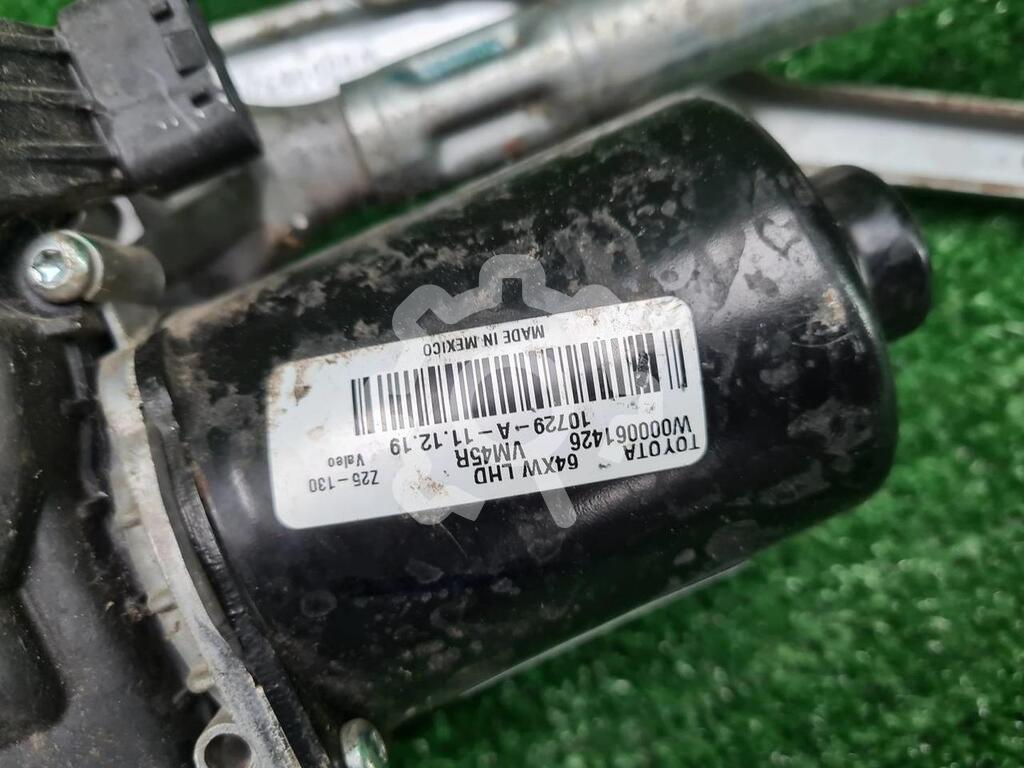 TOYOTA 64XW LHD
W000061426 VM45R
10729→A-11.12.19
Z25-130
Valeo
MADE IN MEXICO